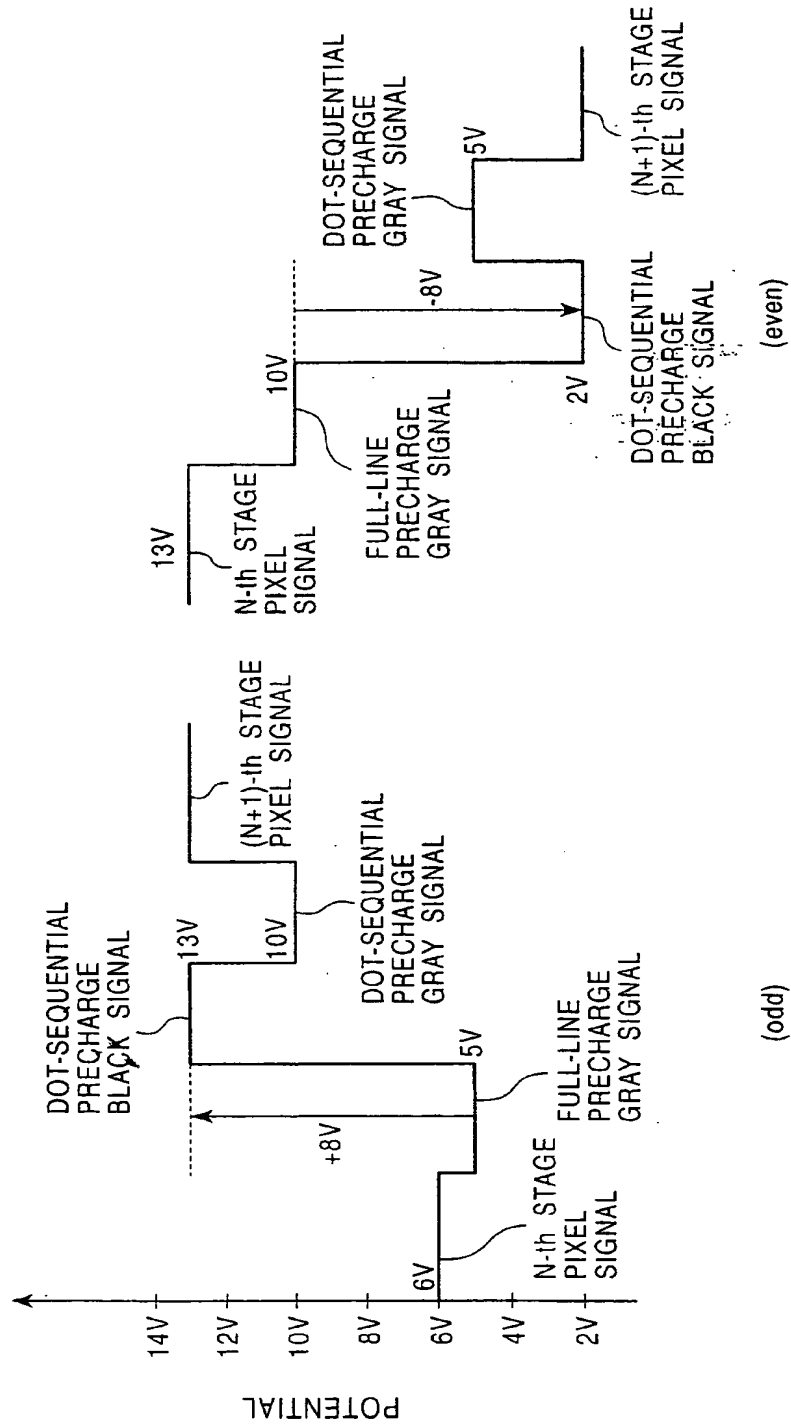 POTENTIAL
14V
12V
10V
8V
6V
4V
2V
6V
N-th STAGE
PIXEL
SIGNAL
+8V
5V
FULL-LINE
PRECHARGE
GRAY SIGNAL
DOT-SEQUENTIAL
PRECHARGE
BLACK SIGNAL
13V
10V
DOT-SEQUENTIAL
PRECHARGE
GRAY SIGNAL
(N+1)-th STAGE
PIXEL SIGNAL
(odd)
13V
N-th STAGE
PIXEL
SIGNAL
10V
FULL-LINE
PRECHARGE
GRAY SIGNAL
-8V
2V
DOT-SEQUENTIAL
PRECHARGE
BLACK SIGNAL
DOT-SEQUENTIAL
PRECHARGE
GRAY SIGNAL
5V
(N+1)-th STAGE
PIXEL SIGNAL
(even)